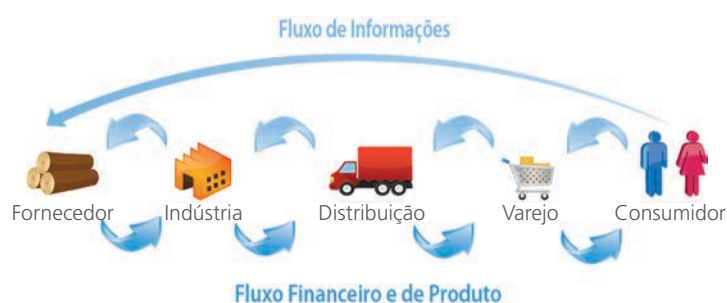 Fluxo de Informações
Fornecedor Indústria Distribuição Varejo Consumidor
Fluxo Financeiro e de Produto